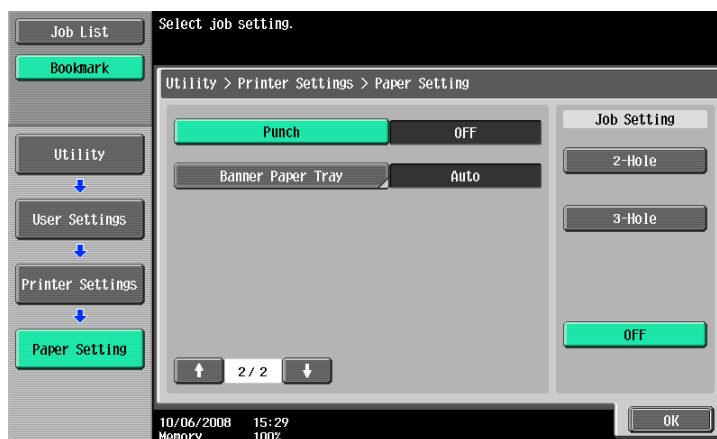 Job List
Bookmark
Select job setting.
Utility > Printer Settings > Paper Setting
Utility
User Settings
Printer Settings
Paper Setting
Punch OFF
Banner Paper Tray Auto
2/2
Job Setting
2-Hole
3-Hole
OFF
OK
10/06/2008 15:29
Memory 100%